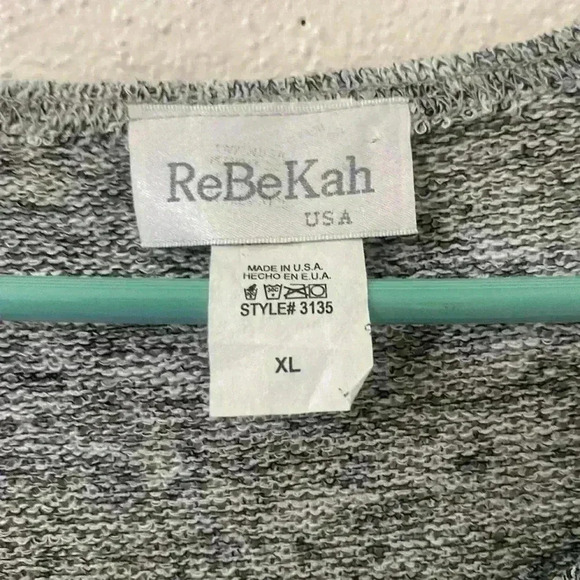 ReBeKah
USA
MADE IN U.S.A.
HECHO EN E.U.A.
STYLE# 3135
XL